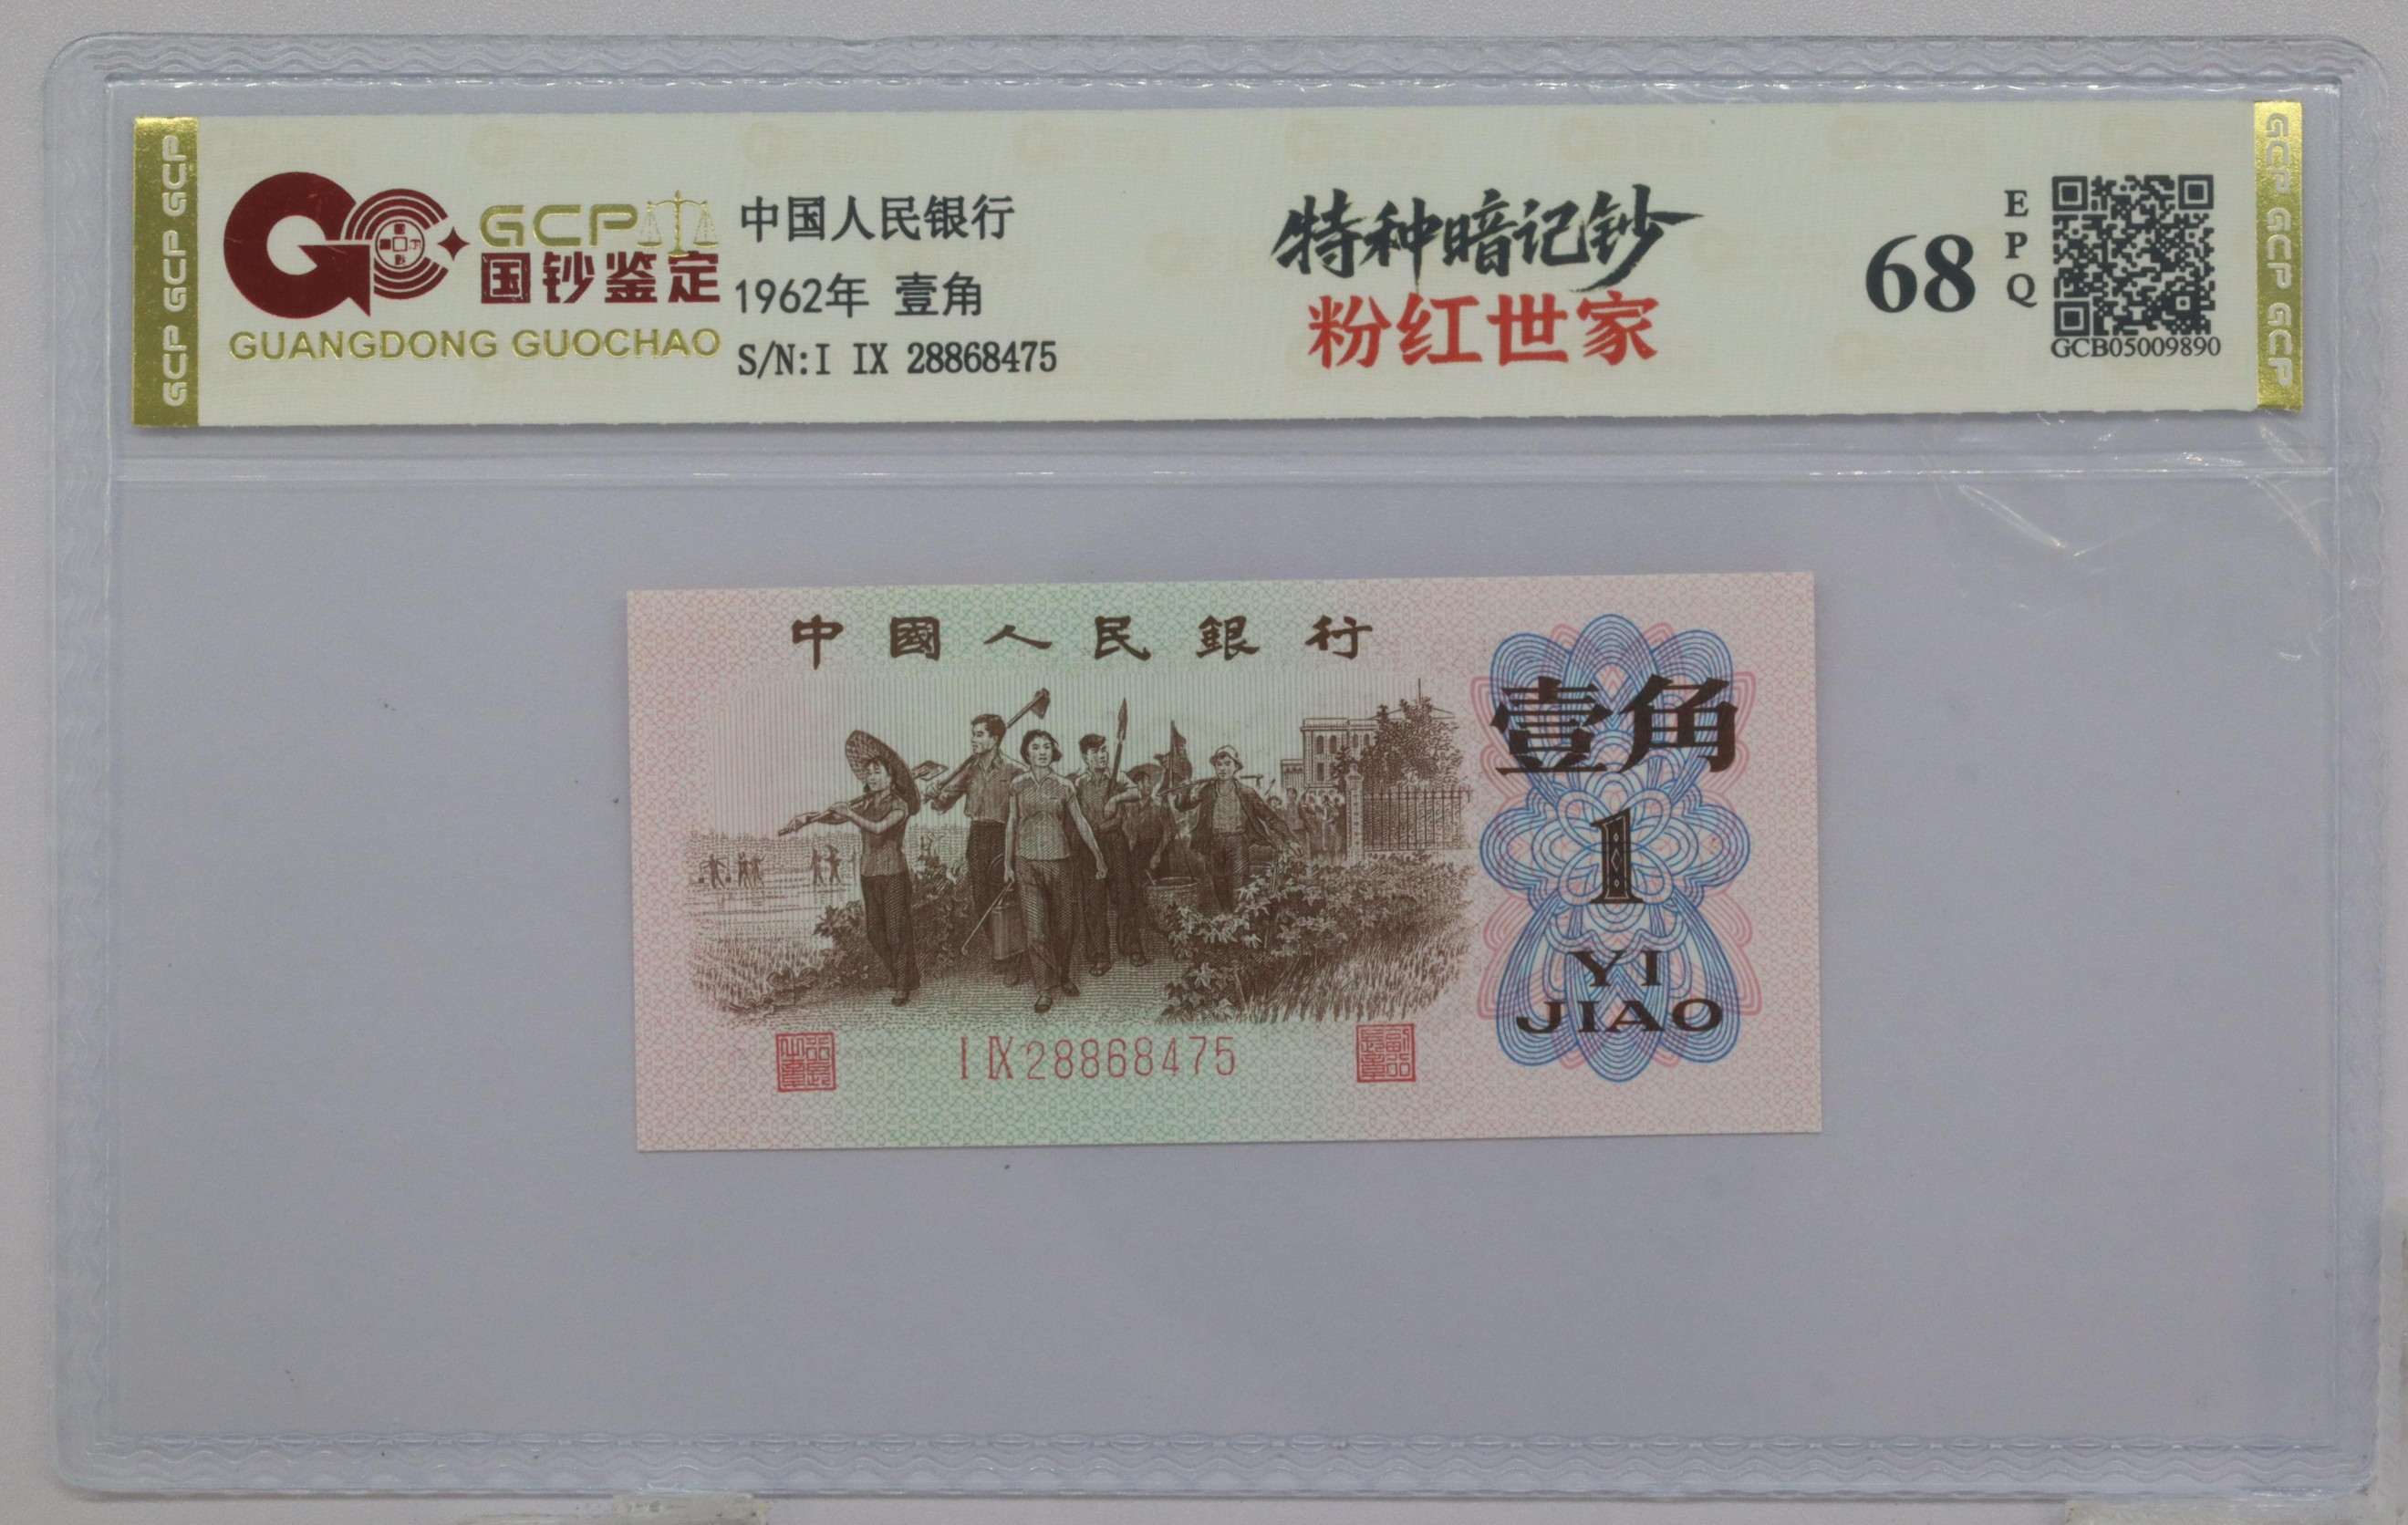 GCP GCP GCP
GCP
国钞鉴定
GUANGDONG GUOCHAO
中国人民银行
1962年 壹角
S/N:I IX 28868475
特种暗记钞
粉红世家
68
EPQ
GCB05009890
GCP GCP GCP
中國人民銀行
壹角
1
YI
JIAO
I IX 28868475